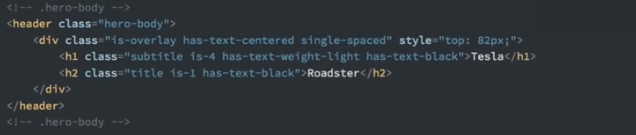 <!-- .hero-body -->
<header class="hero-body">
<div class="is-overlay has-text-centered single-spaced" style="top: 82px;">
<h1 class="subtitle is-4 has-text-weight-light has-text-black">Tesla</h1>
<h2 class="title is-1 has-text-black">Roadster</h2>
</div>
</header>
<!-- .hero-body -->